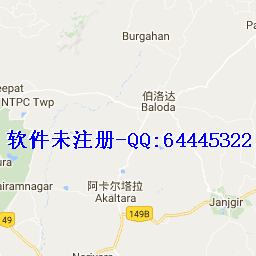 Burgahan
Pa
eepat
NTPC Twp
伯洛达
Baloda
软件未注册-QQ:64445322
ura
airamnagar
阿卡尔塔拉
Akaltara
49
149B
Janjgir